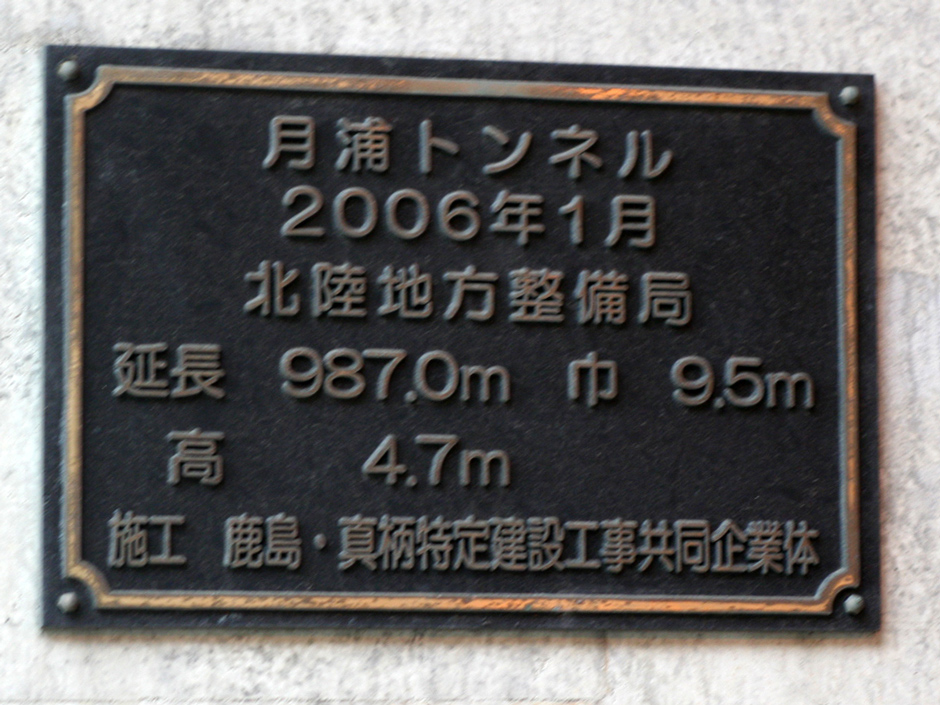 月浦トンネル
2006年1月
北陸地方整備局
延長 987.0m 巾 9.5m
高 4.7m
施工 鹿島・真柄特定建設工事共同企業体